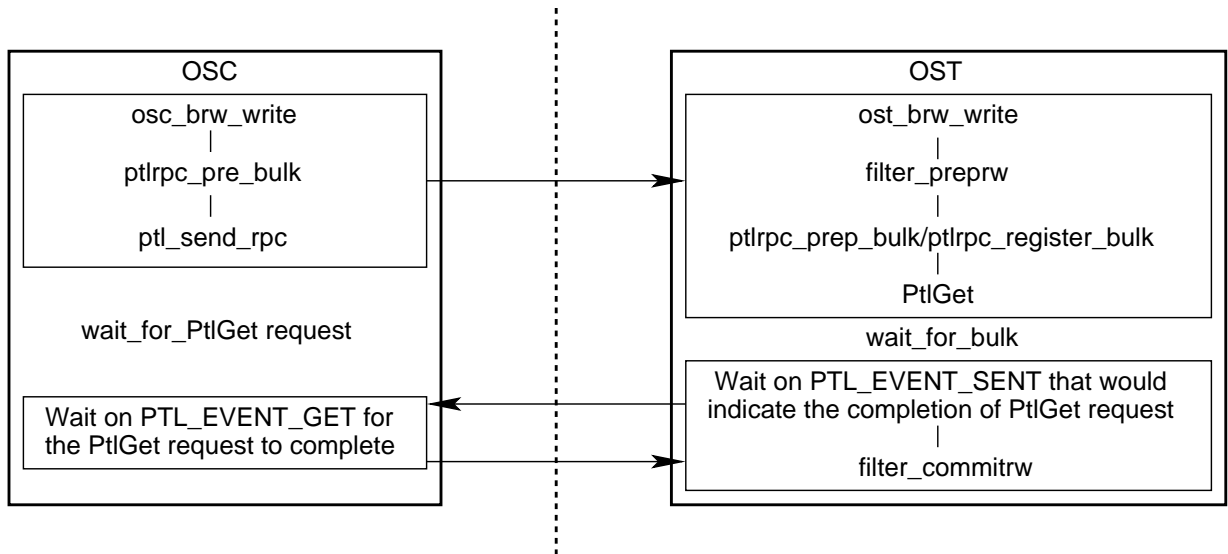 OSC
osc_brw_write
ptlrpc_pre_bulk
ptl_send_rpc
wait_for_PtlGet request
Wait on PTL_EVENT_GET for
the PtlGet request to complete
OST
ost_brw_write
filter_preprw
ptlrpc_prep_bulk/ptlrpc_register_bulk
PtlGet
wait_for_bulk
Wait on PTL_EVENT_SENT that would
indicate the completion of PtlGet request
filter_commitrw